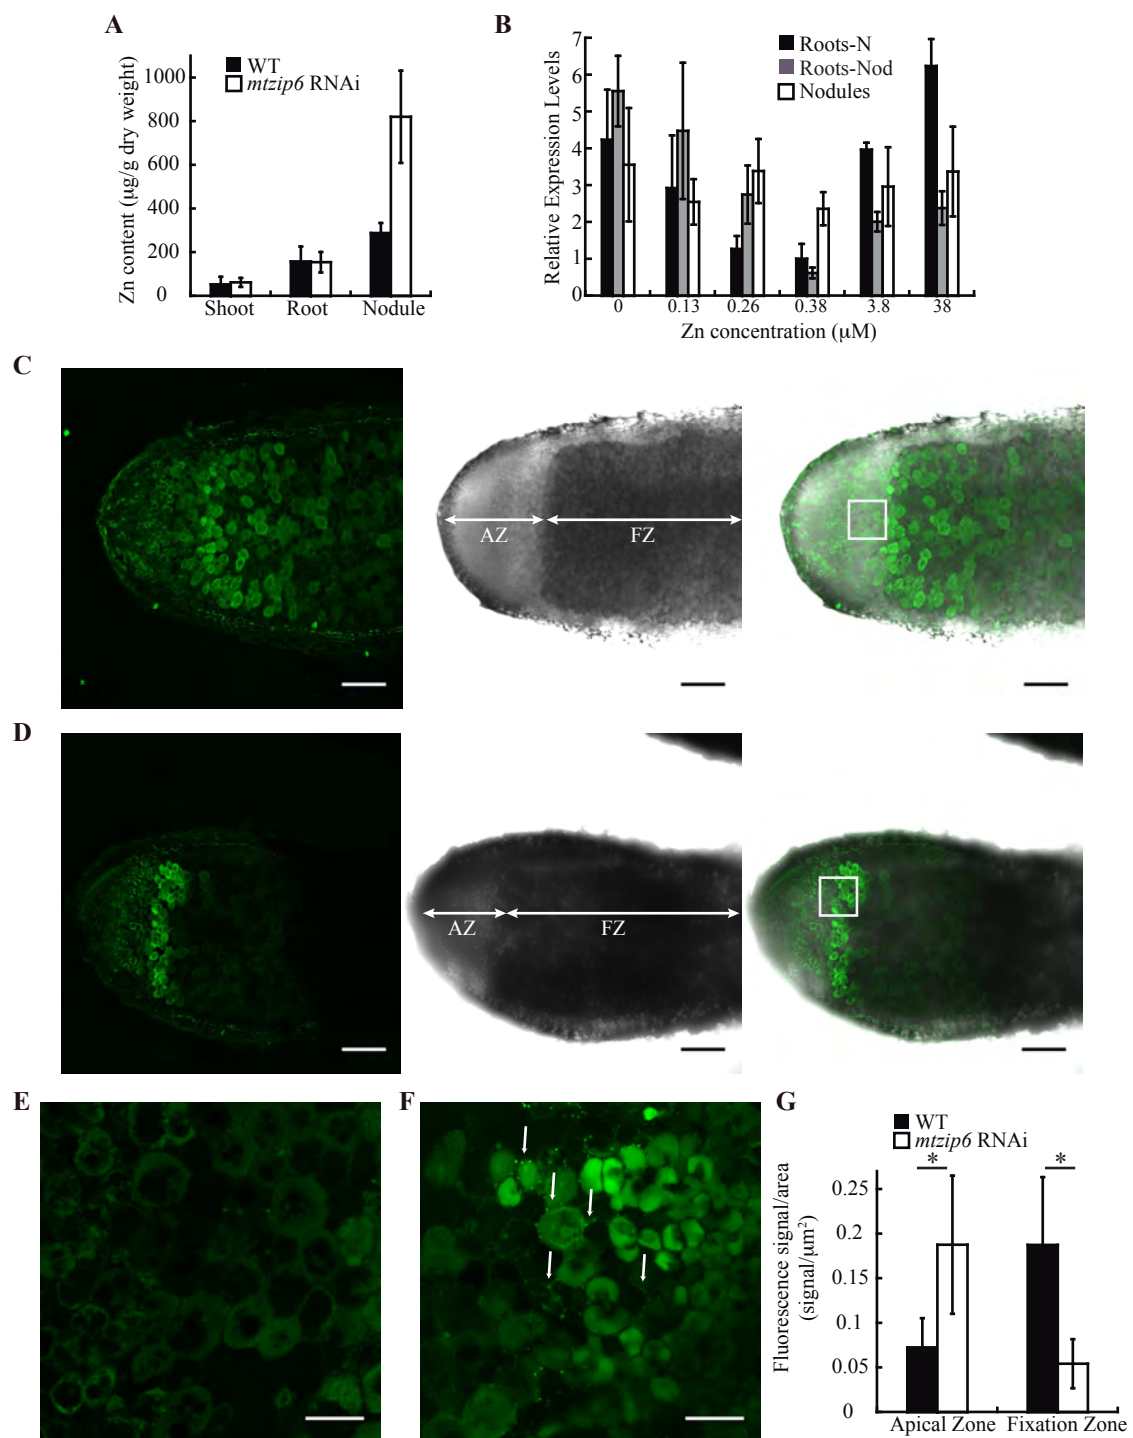 A
WT
mtzip6 RNAi
Zn content (µg/g dry weight)
1000
800
600
400
200
0
Shoot Root Nodule
B
Roots-N
Roots-Nod
Nodules
Relative Expression Levels
7
6
5
4
3
2
1
0
0 0.13 0.26 0.38 3.8 38
Zn concentration (µM)
C
AZ FZ
D
AZ FZ
E
F
G
WT
mtzip6 RNAi
* *
Fluorescence signal/area
(signal/µm²)
0.25
0.2
0.15
0.1
0.05
0
Apical Zone Fixation Zone